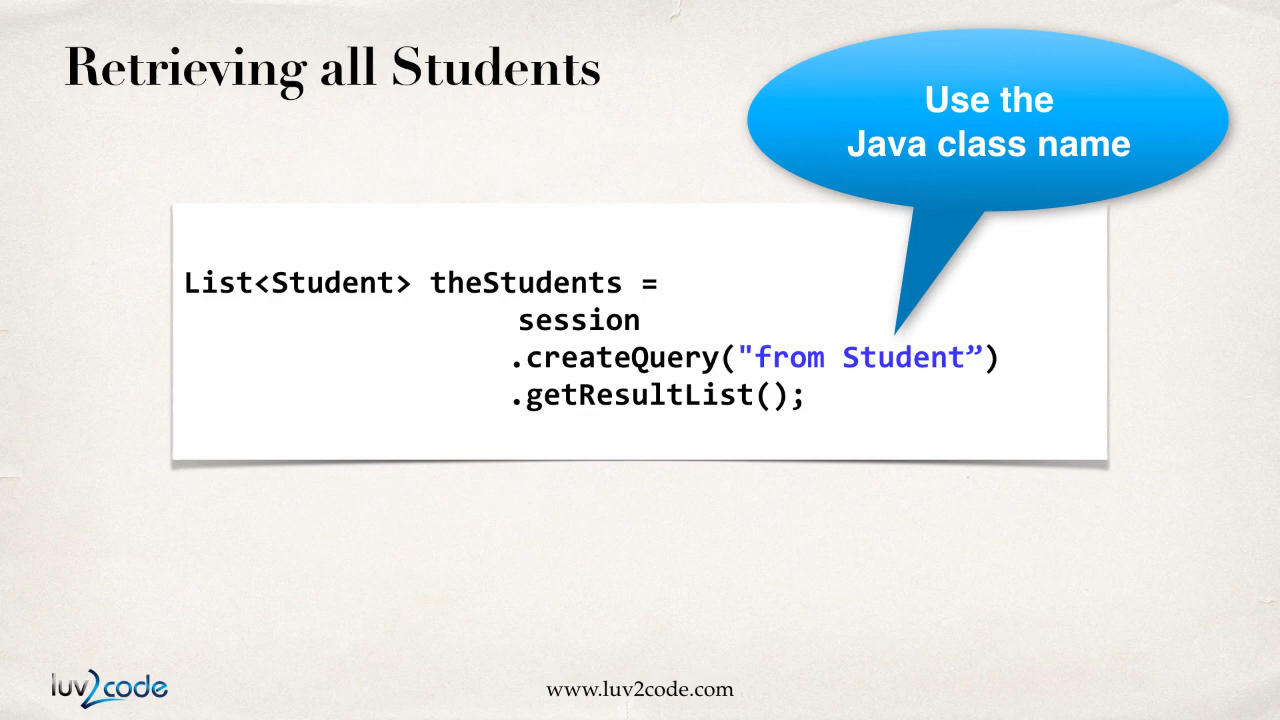 Retrieving all Students
Use the
Java class name
List<Student> theStudents =
session
.createQuery("from Student”)
.getResultList();
luv2code
www.luv2code.com